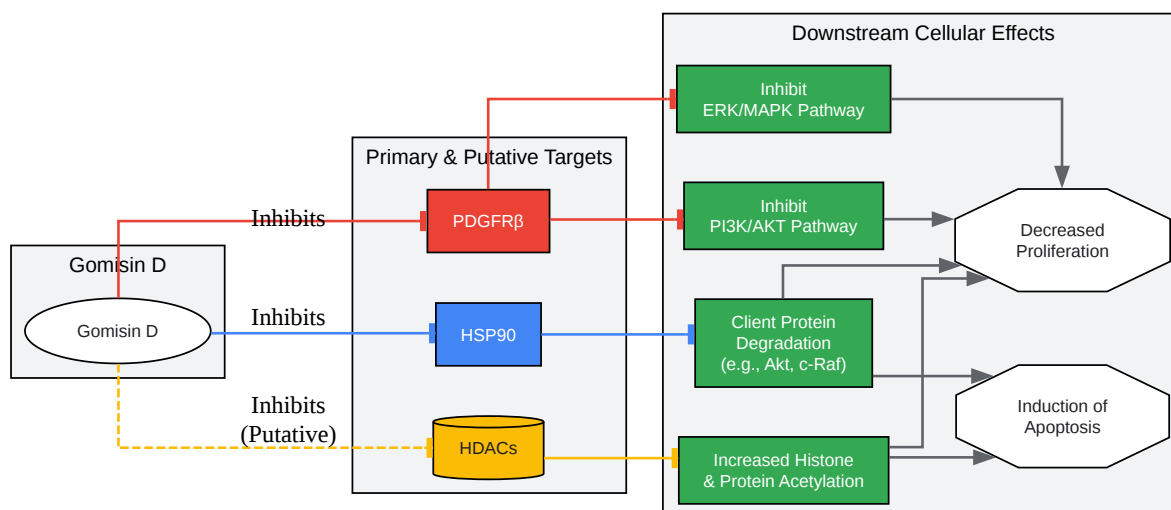 Gomisin D
Gomisin D
Inhibits
Inhibits
Inhibits
(Putative)
Primary & Putative Targets
PDGFRβ
HSP90
HDACs
Downstream Cellular Effects
Inhibit
ERK/MAPK Pathway
Inhibit
PI3K/AKT Pathway
Client Protein
Degradation
(e.g., Akt, c-Raf)
Increased Histone
& Protein Acetylation
Decreased
Proliferation
Induction of
Apoptosis